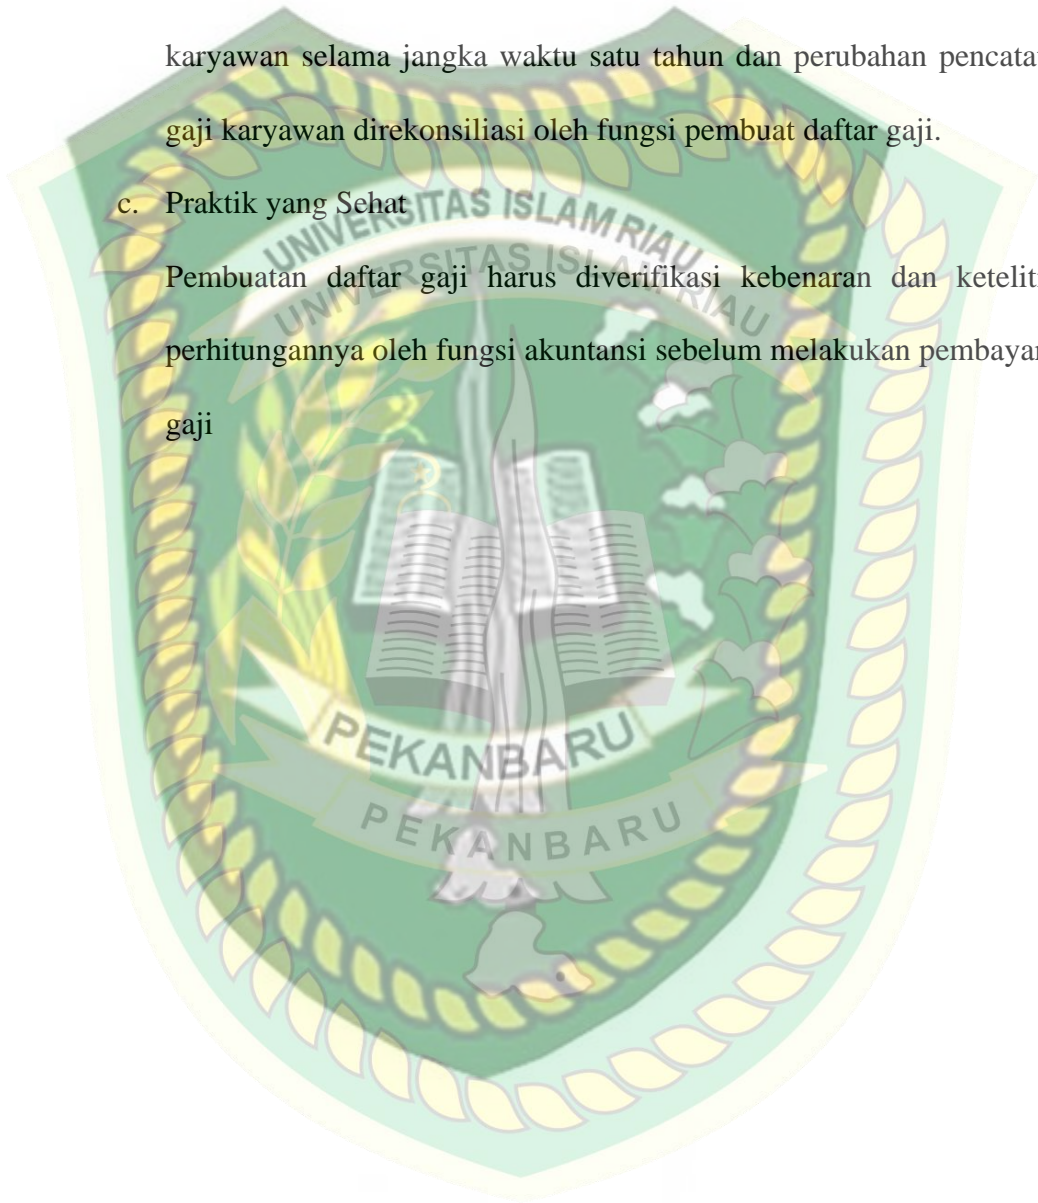 karyawan selama jangka waktu satu tahun dan perubahan pencata
gaji karyawan direkonsiliasi oleh fungsi pembuat daftar gaji.
c. Praktik yang Sehat
UNIVERSITAS ISLAM RIAU
UNIVERSITAS ISLAM RIAU
Pembuatan daftar gaji harus diverifikasi kebenaran dan keteliti
perhitungannya oleh fungsi akuntansi sebelum melakukan pembayar
gaji
PEKANBARU
PEKANBARU